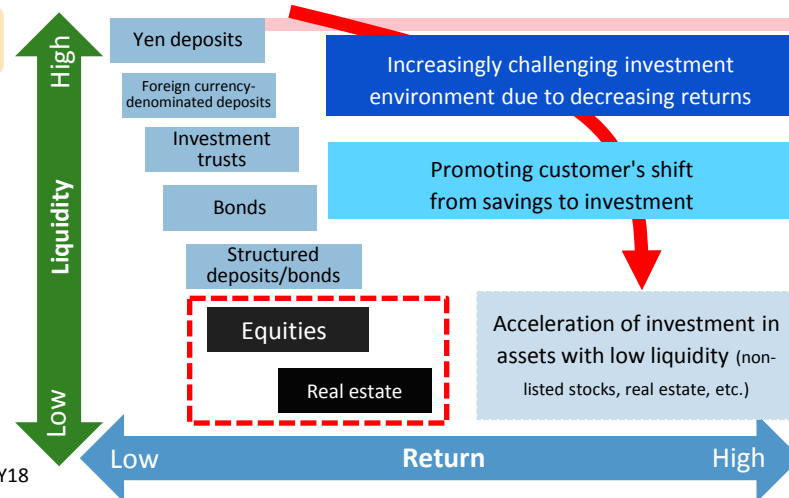 High
Liquidity
Low
Yen deposits
Foreign currency-
denominated deposits
Investment
trusts
Bonds
Structured
deposits/bonds
Equities
Real estate
Increasingly challenging investment
environment due to decreasing returns
Promoting customer's shift
from savings to investment
Acceleration of investment in
assets with low liquidity (non-
listed stocks, real estate, etc.)
Low
Return
High
Y18